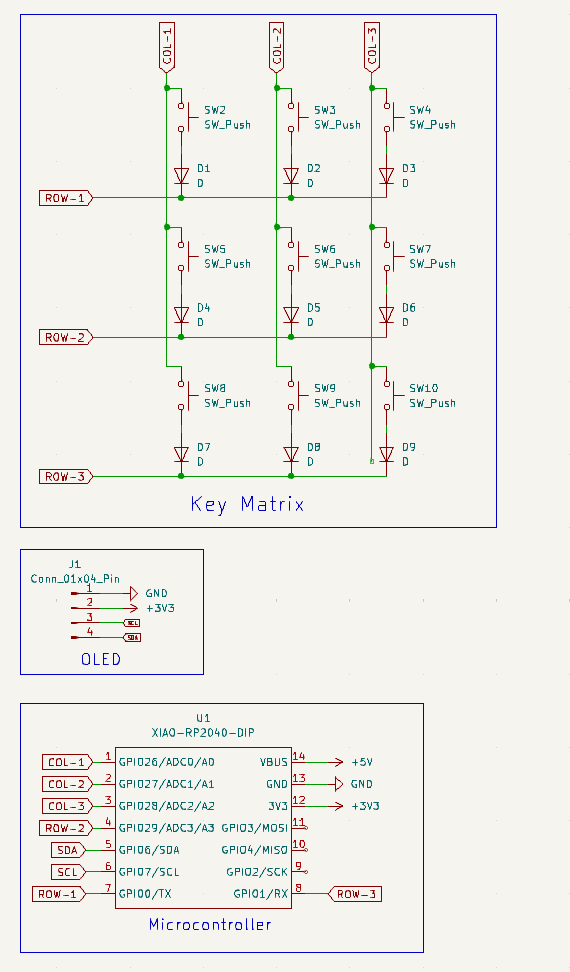 COL-1 COL-2 COL-3
SW2 SW3 SW4
SW_Push SW_Push SW_Push
D1 D2 D3
D D D
ROW-1
SW5 SW6 SW7
SW_Push SW_Push SW_Push
D4 D5 D6
D D D
ROW-2
SW8 SW9 SW10
SW_Push SW_Push SW_Push
D7 D8 D9
D D D
ROW-3
Key Matrix
J1
Conn_01x04_Pin
1 GND
2 +3V3
3 SCL
4 SDA
OLED
U1
XIAO-RP2040-DIP
COL-1 1 GPIO26/ADC0/A0 VBUS 14 +5V
COL-2 2 GPIO27/ADC1/A1 GND 13 GND
COL-3 3 GPIO28/ADC2/A2 3V3 12 +3V3
ROW-2 4 GPIO29/ADC3/A3 GPIO3/MOSI 11
SDA 5 GPIO6/SDA GPIO4/MISO 10
SCL 6 GPIO7/SCL GPIO2/SCK 9
ROW-1 7 GPIO0/TX GPIO1/RX 8 ROW-3
Microcontroller